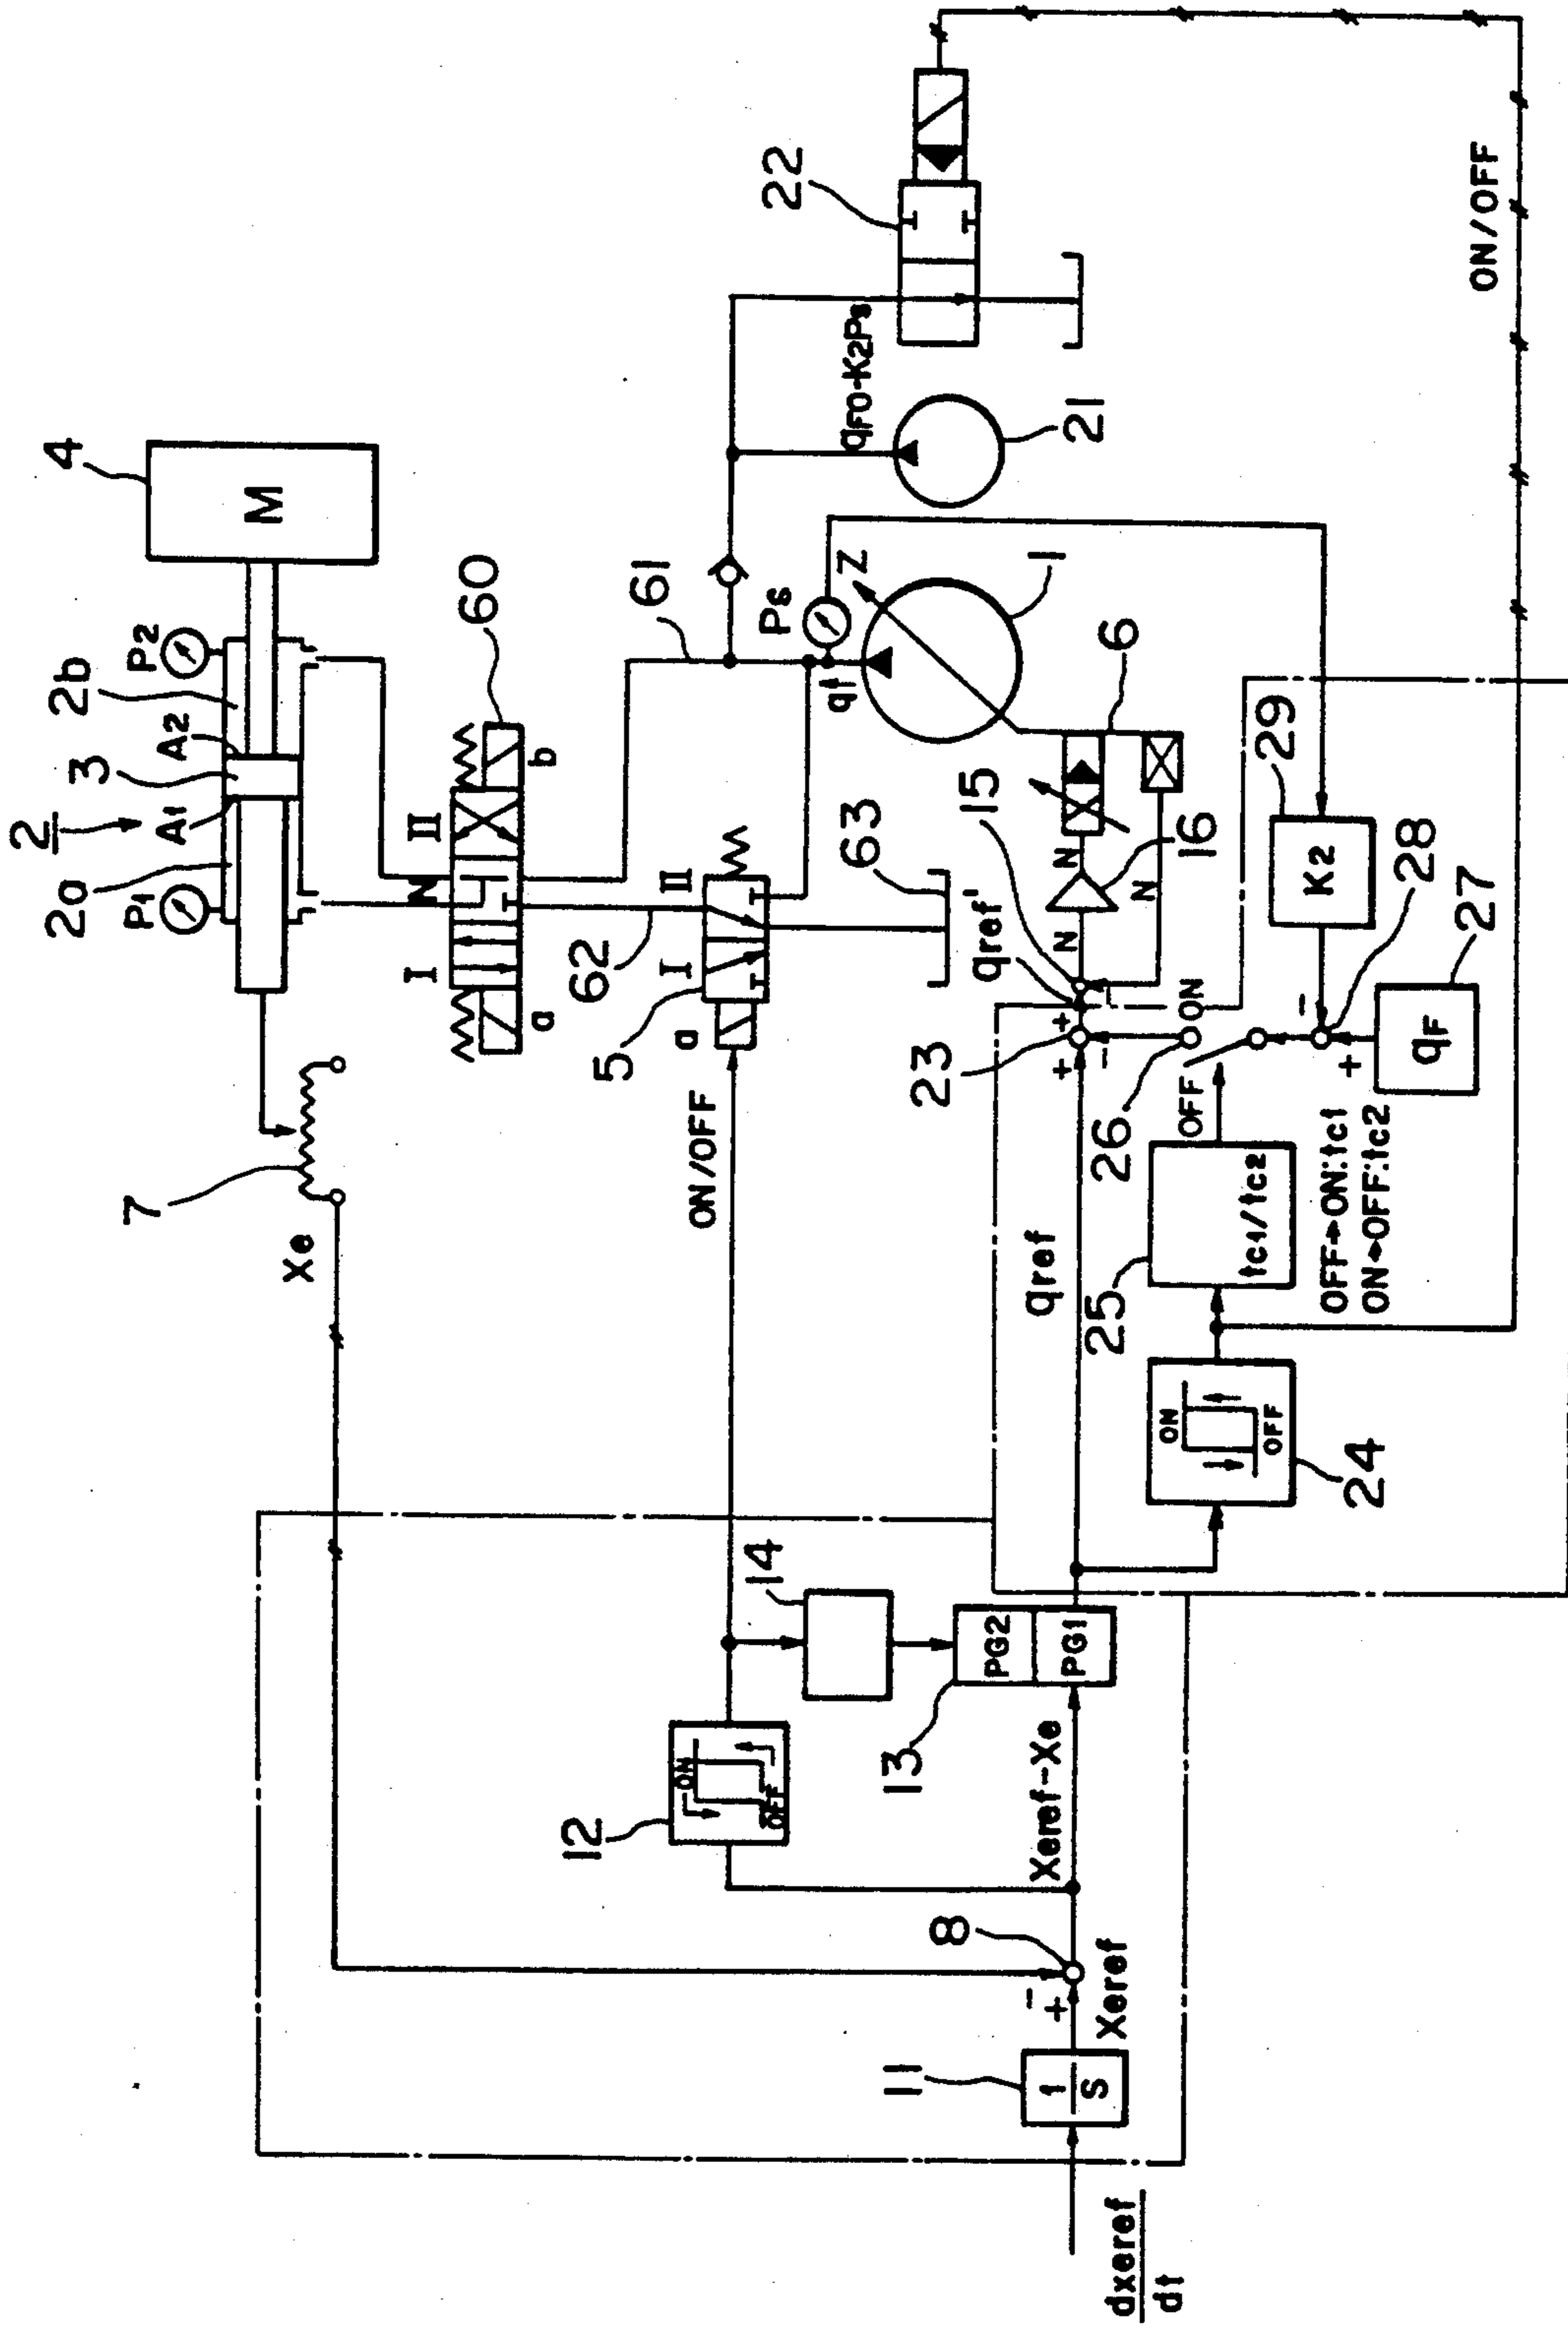 2
3
4
M
2a
2b
P1
P2
A1
A2
7
Xe
60
I
N
II
a
b
61
62
5
I
II
a
63
ON/OFF
Ps
q
Z
1
6
21
22
qF0-K2Ps
ON/OFF
12
ON
OFF
14
13
PG2
PG1
8
-
+
11
1
S
dxeref
dt
Xeref
Xeref-Xe
qref
23
+
-
+
qref'
15
N
16
N
N
26
ON
OFF
25
tc1/tc2
OFF→ON:tc1
ON→OFF:tc2
24
ON
OFF
27
qF
28
+
-
29
K2